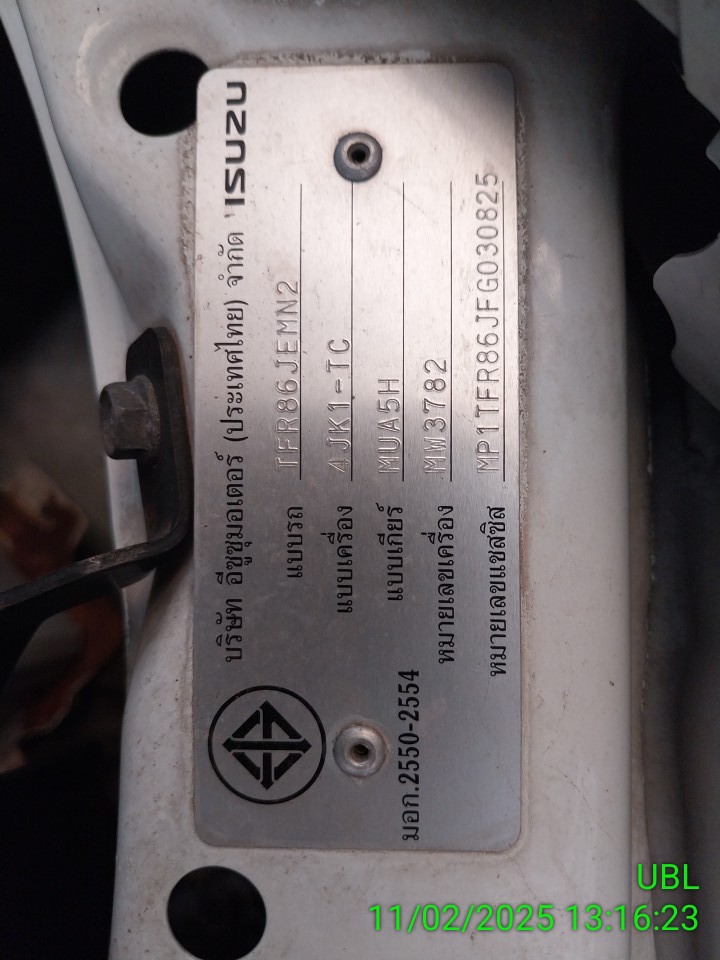 บริษัท อีซูซุมอเตอร์ (ประเทศไทย) จำกัด ISUZU
แบบรถ TFR86JEMN2
แบบเครื่อง 4JK1-TC
แบบเกียร์ MUA5H
หมายเลขเครื่อง MW3782
หมายเลขแชสซิส MP1TFR86JFG030825
มอก.2550-2554
UBL
11/02/2025 13:16:23